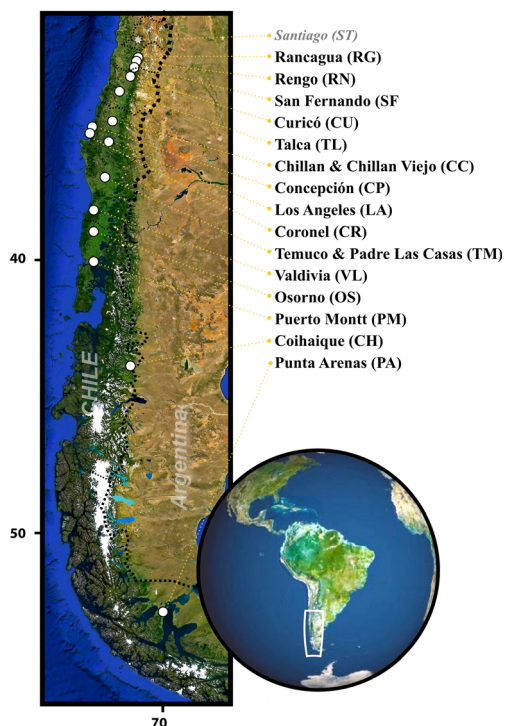 Santiago (ST)
Rancagua (RG)
Rengo (RN)
San Fernando (SF
Curicó (CU)
Talca (TL)
Chillan & Chillan Viejo (CC)
Concepción (CP)
Los Angeles (LA)
Coronel (CR)
Temuco & Padre Las Casas (TM)
Valdivia (VL)
Osorno (OS)
Puerto Montt (PM)
Coihaique (CH)
Punta Arenas (PA)
40
CHILE
Argentina
50
70